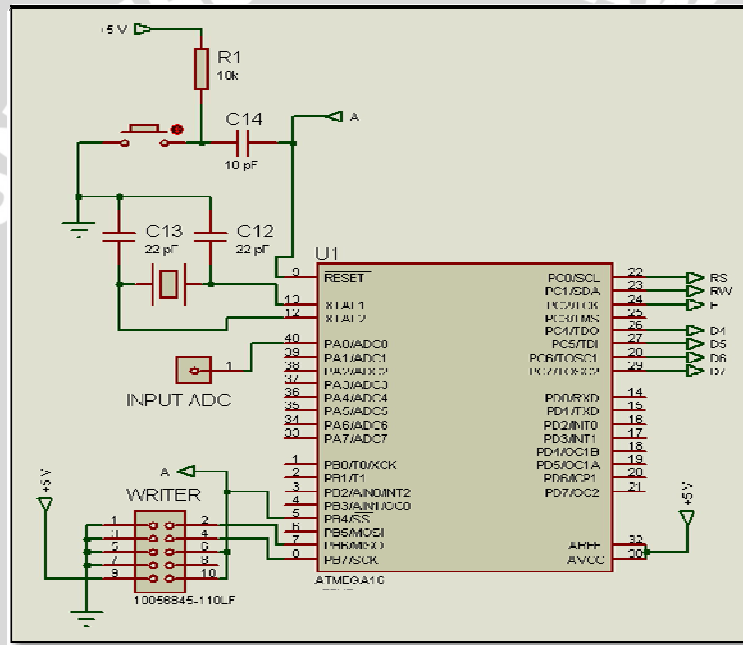 +5 V
R1
10k
C14
A
10 pF
C13
C12
22 pF
22 pF
U1
9
RESET
13
XTAL1
12
XTAL2
40
PA0/ADC0
39
PA1/ADC1
38
PA2/ADC2
37
PA3/ADC3
36
PA4/ADC4
35
PA5/ADC5
34
PA6/ADC6
33
PA7/ADC7
1
PB0/T0/XCK
2
PB1/T1
3
4
PB3/AIN1/OC0
5
PB4/SS
6
PB5/MOSI
7
PB6/MISO
PB7/SCK
PC0/SCL
22
RS
PC1/SDA
23
RW
PC2/TCK
24
PC3/TMS
25
PC4/TDO
26
D4
PC5/TDI
27
D5
PC6/TOSC1
D6
PC7/TOSC2
29
D7
PD0/RXD
14
PD1/TXD
15
PD2/INT0
16
PD3/INT1
17
PD4/OC1B
18
PD5/OC1A
19
PD6/ICP1
20
PD7/OC2
21
AREF
32
AVCC
30
+5V
ATMEGA16
1
INPUT ADC
A
+5V
WRITER
1
2
3
4
5
6
7
8
9
10
10058845-110LF